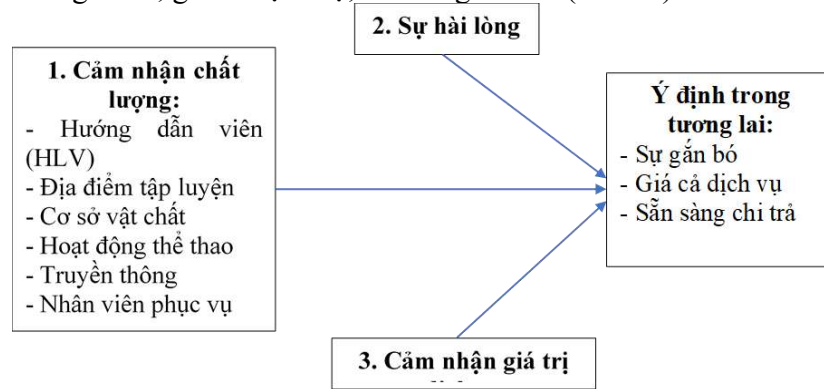 2. Sự hài lòng
1. Cảm nhận chất
lượng:
- Hướng dẫn viên
(HLV)
- Địa điểm tập luyện
- Cơ sở vật chất
- Hoạt động thể thao
- Truyền thông
- Nhân viên phục vụ
Ý định trong
tương lai:
- Sự gắn bó
- Giá cả dịch vụ
- Sẵn sàng chi trả
3. Cảm nhận giá trị